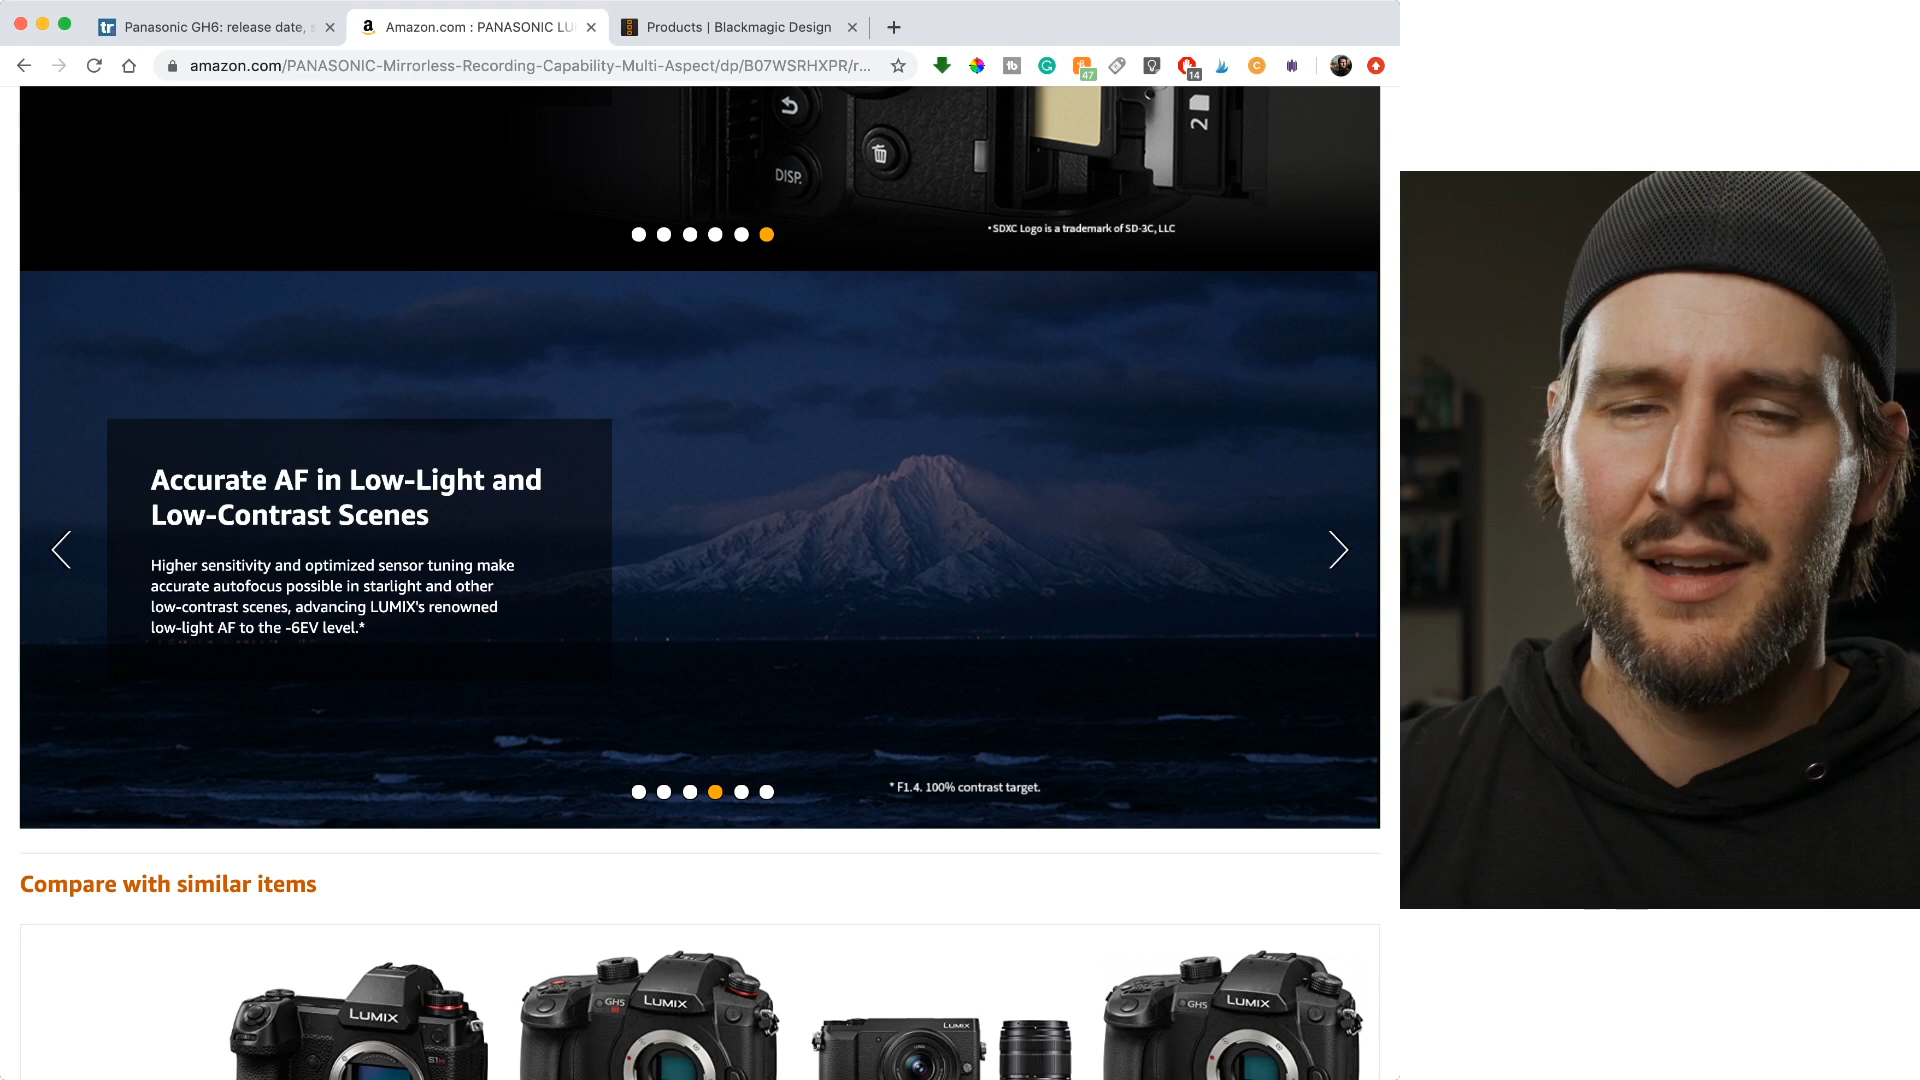 Panasonic GH6: release date, s
Amazon.com : PANASONIC LU
Products | Blackmagic Design
amazon.com/PANASONIC-Mirrorless-Recording-Capability-Multi-Aspect/dp/B07WSRHXPR/r...
47
14
DISP.
2
•SDXC Logo is a trademark of SD-3C, LLC
Accurate AF in Low-Light and
Low-Contrast Scenes
Higher sensitivity and optimized sensor tuning make
accurate autofocus possible in starlight and other
low-contrast scenes, advancing LUMIX's renowned
low-light AF to the -6EV level.*
* F1.4. 100% contrast target.
Compare with similar items
LUMIX
S1H
GH5
S
LUMIX
LUMIX
GH5
LUMIX